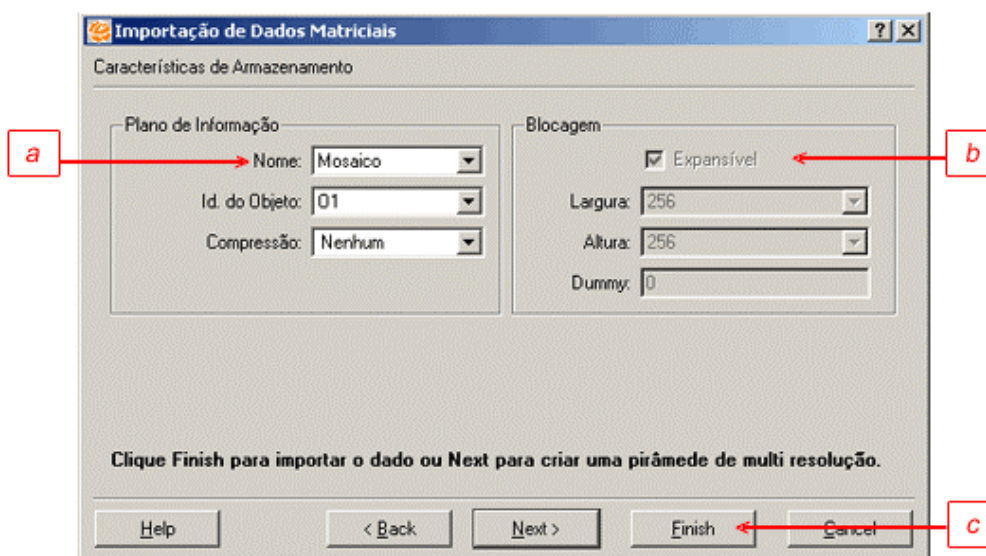 Importação de Dados Matriciais
Características de Armazenamento
Plano de Informação
a
Nome: Mosaico
Id. do Objeto: O1
Compressão: Nenhum
Blocagem
b
Expansível
Largura: 256
Altura: 256
Dummy: 0
Clique Finish para importar o dado ou Next para criar uma pirâmede de multi resolução.
Help
< Back
Next >
Finish
Cancel
c